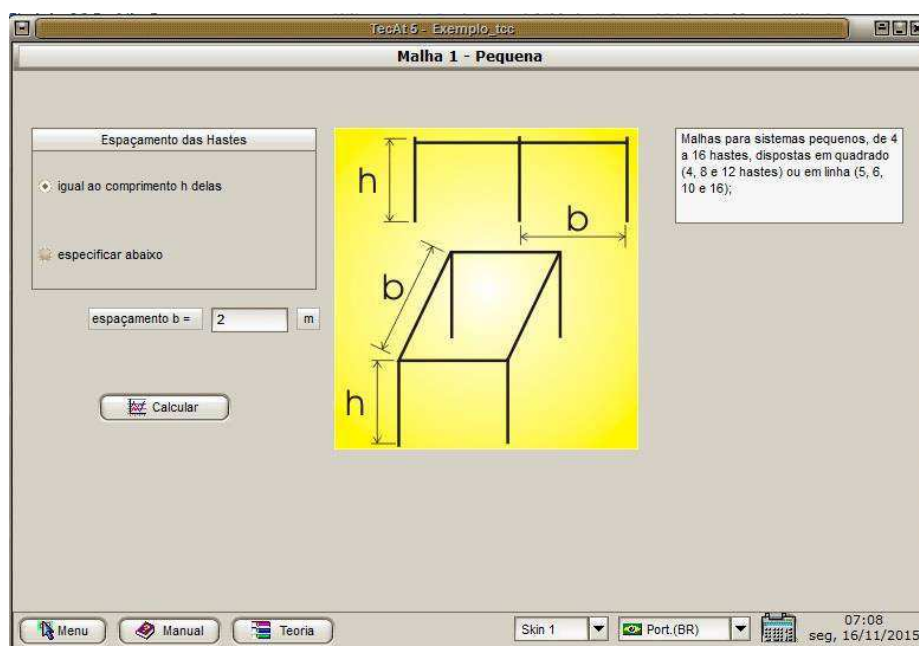 TecAt 5 - Exemplo_tcc
Malha 1 - Pequena
Espaçamento das Hastes
igual ao comprimento h delas
especificar abaixo
espaçamento b = 2 m
Calcular
h
b
b
h
Malhas para sistemas pequenos, de 4
a 16 hastes, dispostas em quadrado
(4, 8 e 12 hastes) ou em linha (5, 6,
10 e 16);
Menu
Manual
Teoria
Skin 1
Port.(BR)
07:08
seg, 16/11/2015